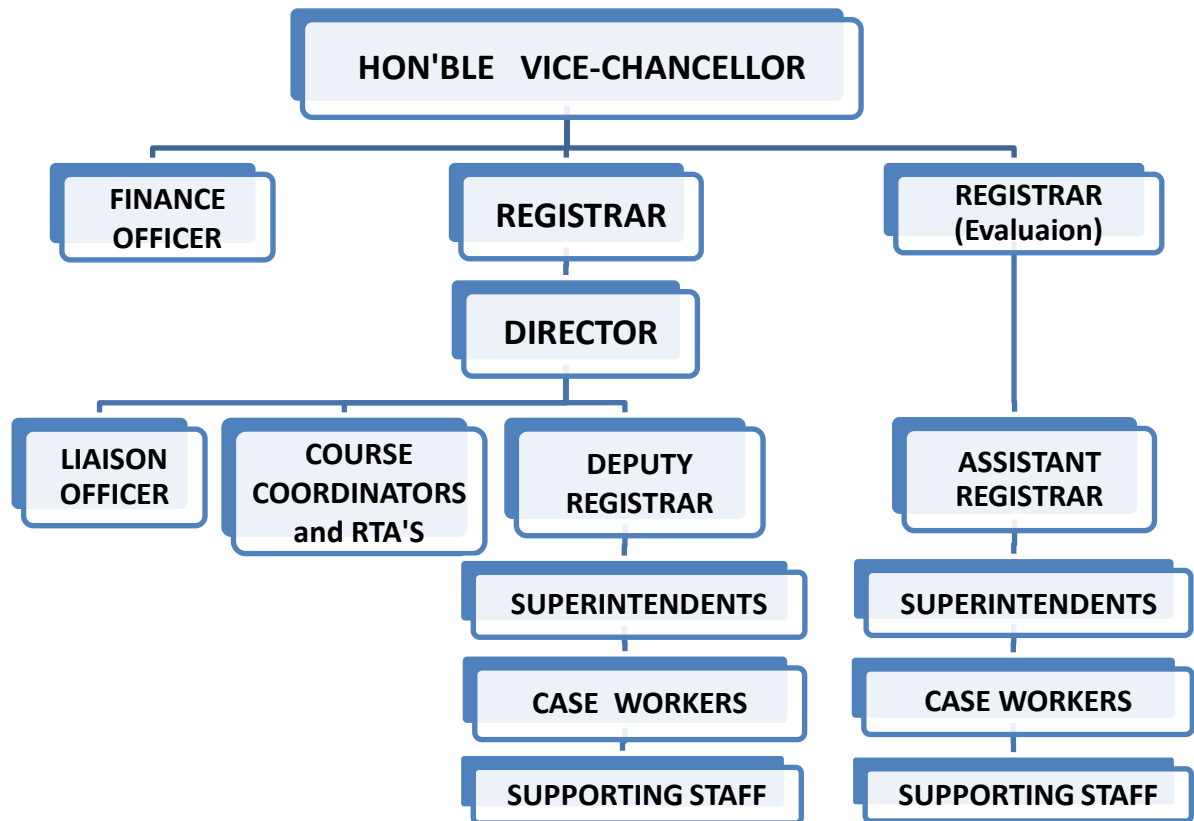 HON'BLE VICE-CHANCELLOR
FINANCE
OFFICER
REGISTRAR
REGISTRAR
(Evaluaion)
DIRECTOR
LIAISON
OFFICER
COURSE
COORDINATORS
and RTA'S
DEPUTY
REGISTRAR
ASSISTANT
REGISTRAR
SUPERINTENDENTS
SUPERINTENDENTS
CASE WORKERS
CASE WORKERS
SUPPORTING STAFF
SUPPORTING STAFF